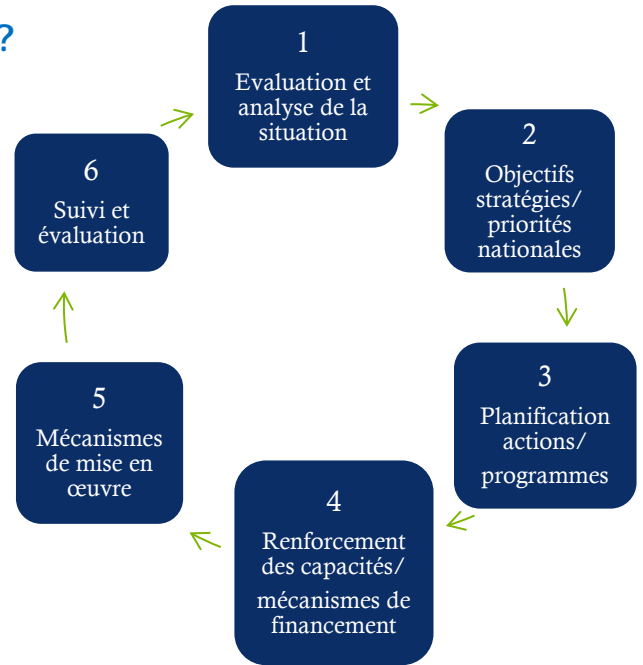 ?
1
Evaluation et
analyse de la
situation
2
Objectifs
stratégies/
priorités
nationales
3
Planification
actions/
programmes
4
Renforcement
des capacités/
mécanismes de
financement
5
Mécanismes
de mise en
œuvre
6
Suivi et
évaluation